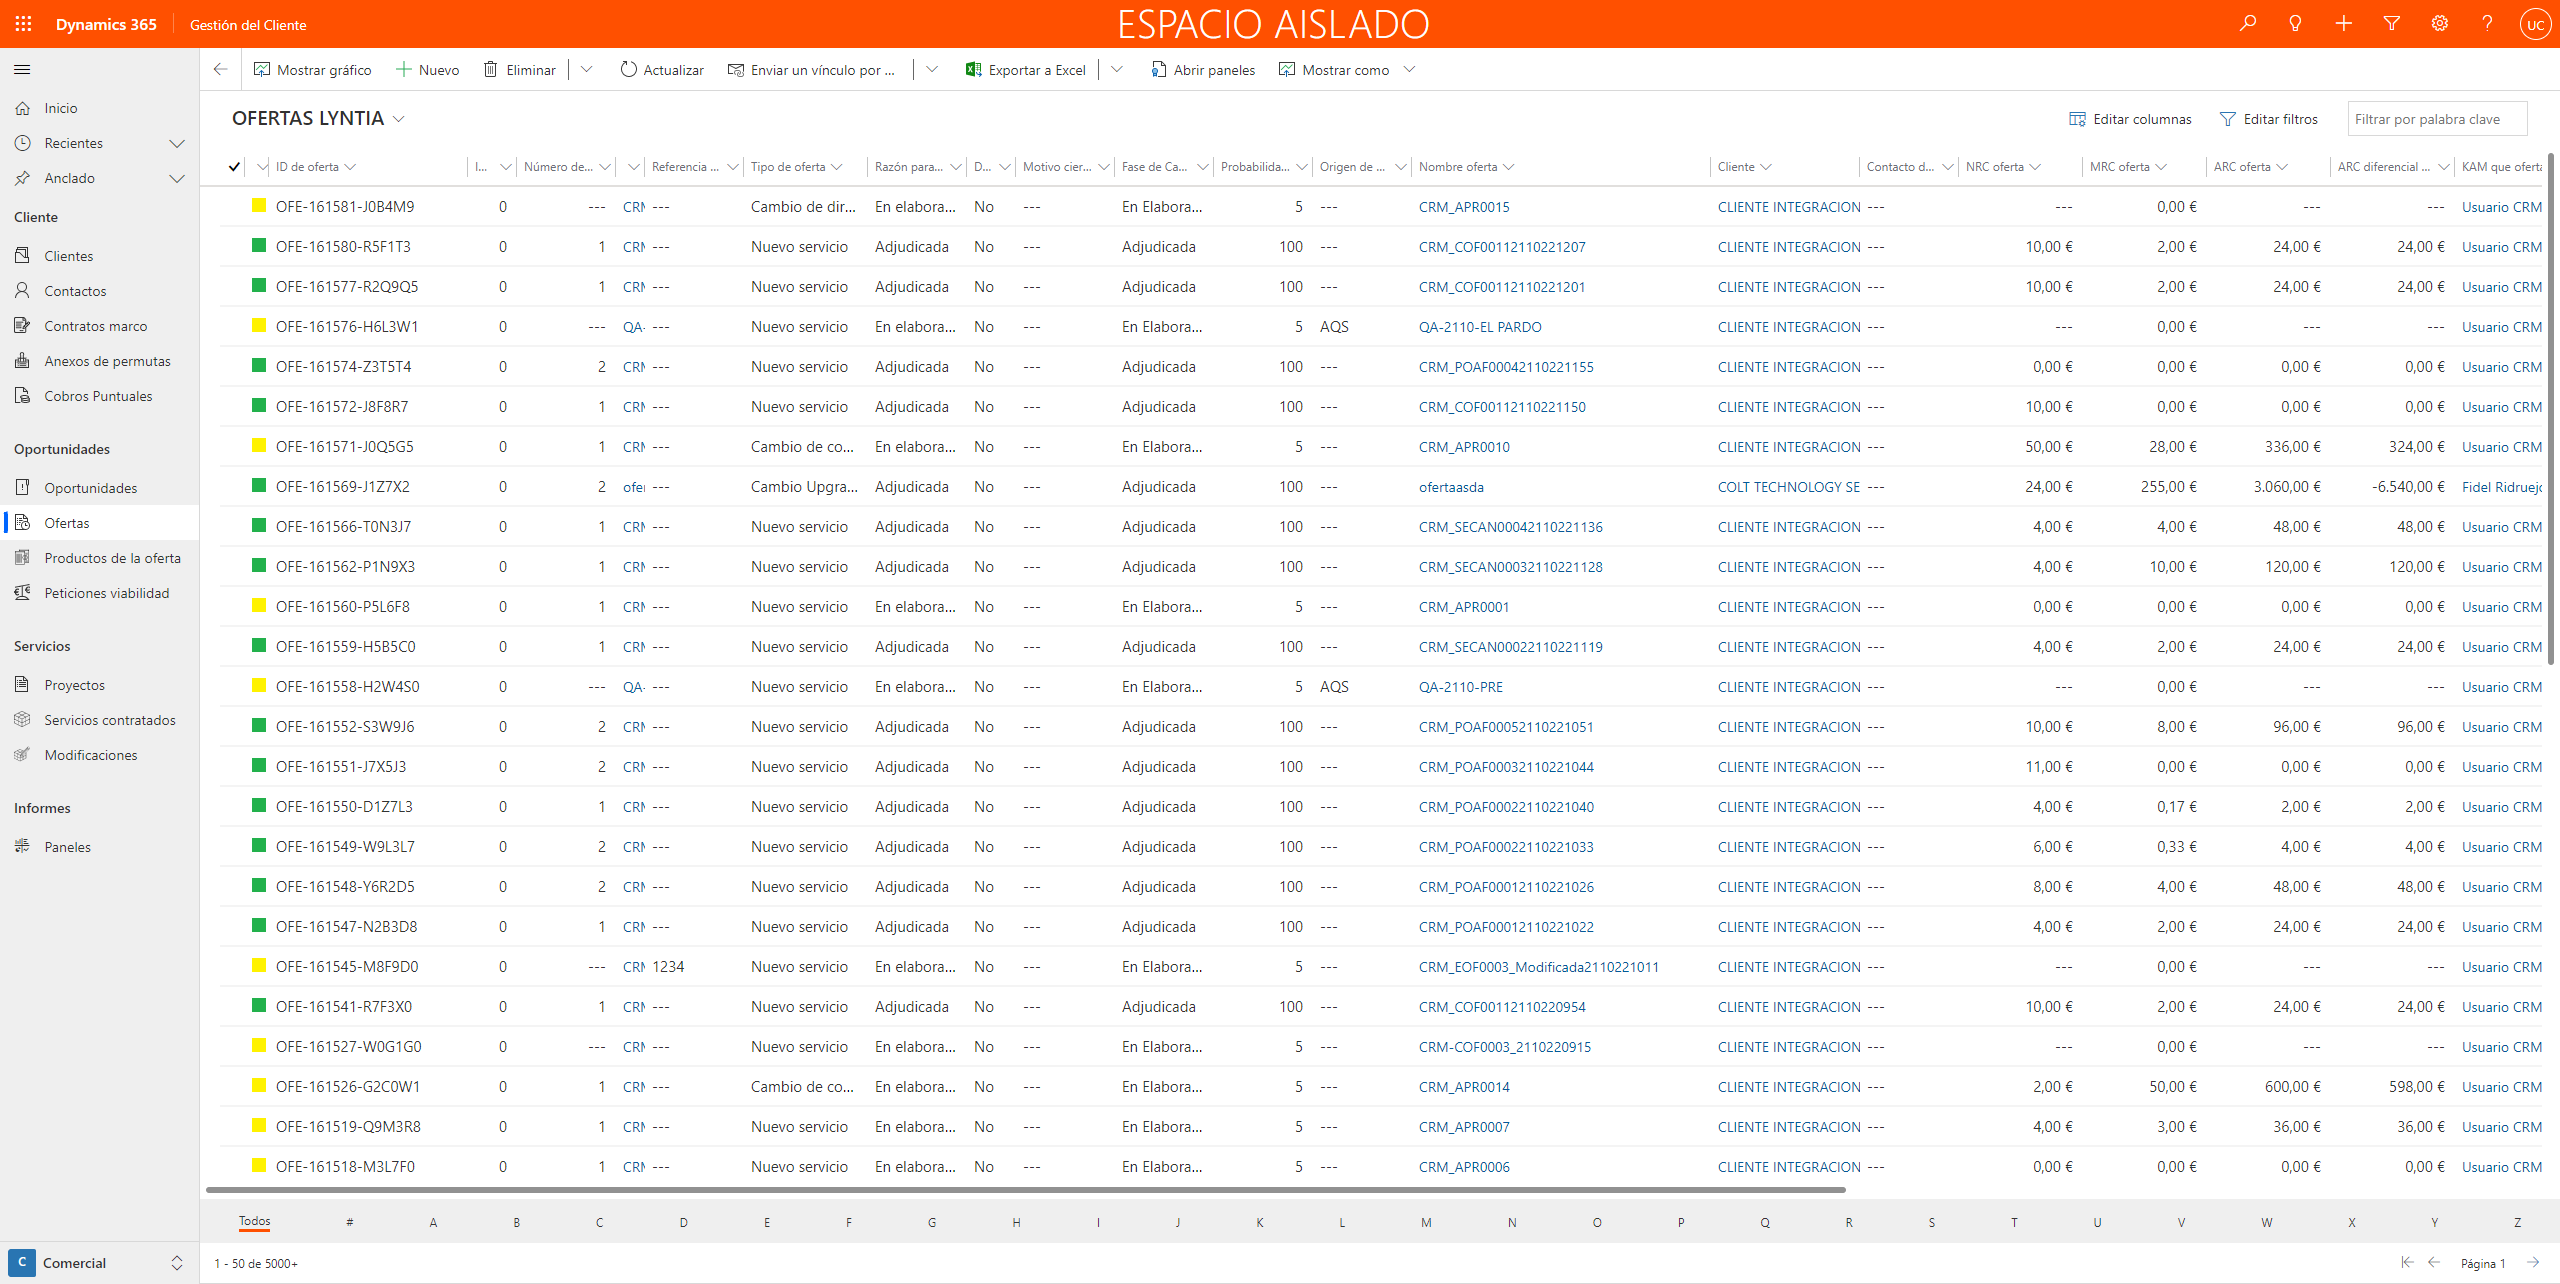 Dynamics 365 Gestión del Cliente ESPACIO AISLADO UC
Mostrar gráfico Nuevo Eliminar Actualizar Enviar un vínculo por ... Exportar a Excel Abrir paneles Mostrar como
Inicio
Recientes
Anclado
Cliente
Clientes
Contactos
Contratos marco
Anexos de permutas
Cobros Puntuales
Oportunidades
Oportunidades
Ofertas
Productos de la oferta
Peticiones viabilidad
Servicios
Proyectos
Servicios contratados
Modificaciones
Informes
Paneles
C Comercial
OFERTAS LYNTIA Editar columnas Editar filtros Filtrar por palabra clave
ID de oferta I... Número de... Referencia ... Tipo de oferta Razón para... D... Motivo cier... Fase de Ca... Probabilida... Origen de ... Nombre oferta Cliente Contacto d... NRC oferta MRC oferta ARC oferta ARC diferencial ... KAM que oferta
OFE-161581-J0B4M9 0 --- CRM --- Cambio de dir... En elabora... No --- En Elabora... 5 --- CRM_APR0015 CLIENTE INTEGRACION --- --- 0,00 € --- --- Usuario CRM
OFE-161580-R5F1T3 0 1 CRM --- Nuevo servicio Adjudicada No --- Adjudicada 100 --- CRM_COF00112110221207 CLIENTE INTEGRACION --- 10,00 € 2,00 € 24,00 € 24,00 € Usuario CRM
OFE-161577-R2Q9Q5 0 1 CRM --- Nuevo servicio Adjudicada No --- Adjudicada 100 --- CRM_COF00112110221201 CLIENTE INTEGRACION --- 10,00 € 2,00 € 24,00 € 24,00 € Usuario CRM
OFE-161576-H6L3W1 0 --- QA- --- Nuevo servicio En elabora... No --- En Elabora... 5 AQS QA-2110-EL PARDO CLIENTE INTEGRACION --- --- 0,00 € --- --- Usuario CRM
OFE-161574-Z3T5T4 0 2 CRM --- Nuevo servicio Adjudicada No --- Adjudicada 100 --- CRM_POAF00042110221155 CLIENTE INTEGRACION --- 0,00 € 0,00 € 0,00 € 0,00 € Usuario CRM
OFE-161572-J8F8R7 0 1 CRM --- Nuevo servicio Adjudicada No --- Adjudicada 100 --- CRM_COF00112110221150 CLIENTE INTEGRACION --- 10,00 € 0,00 € 0,00 € 0,00 € Usuario CRM
OFE-161571-J0Q5G5 0 1 CRM --- Cambio de co... En elabora... No --- En Elabora... 5 --- CRM_APR0010 CLIENTE INTEGRACION --- 50,00 € 28,00 € 336,00 € 324,00 € Usuario CRM
OFE-161569-J1Z7X2 0 2 ofer --- Cambio Upgra... Adjudicada No --- Adjudicada 100 --- ofertaasda COLT TECHNOLOGY SE --- 24,00 € 255,00 € 3.060,00 € -6.540,00 € Fidel Ridruejo
OFE-161566-T0N3J7 0 1 CRM --- Nuevo servicio Adjudicada No --- Adjudicada 100 --- CRM_SECAN00042110221136 CLIENTE INTEGRACION --- 4,00 € 4,00 € 48,00 € 48,00 € Usuario CRM
OFE-161562-P1N9X3 0 1 CRM --- Nuevo servicio Adjudicada No --- Adjudicada 100 --- CRM_SECAN00032110221128 CLIENTE INTEGRACION --- 4,00 € 10,00 € 120,00 € 120,00 € Usuario CRM
OFE-161560-P5L6F8 0 1 CRM --- Nuevo servicio En elabora... No --- En Elabora... 5 --- CRM_APR0001 CLIENTE INTEGRACION --- 0,00 € 0,00 € 0,00 € 0,00 € Usuario CRM
OFE-161559-H5B5C0 0 1 CRM --- Nuevo servicio Adjudicada No --- Adjudicada 100 --- CRM_SECAN00022110221119 CLIENTE INTEGRACION --- 4,00 € 2,00 € 24,00 € 24,00 € Usuario CRM
OFE-161558-H2W4S0 0 --- QA- --- Nuevo servicio En elabora... No --- En Elabora... 5 AQS QA-2110-PRE CLIENTE INTEGRACION --- --- 0,00 € --- --- Usuario CRM
OFE-161552-S3W9J6 0 2 CRM --- Nuevo servicio Adjudicada No --- Adjudicada 100 --- CRM_POAF00052110221051 CLIENTE INTEGRACION --- 10,00 € 8,00 € 96,00 € 96,00 € Usuario CRM
OFE-161551-J7X5J3 0 2 CRM --- Nuevo servicio Adjudicada No --- Adjudicada 100 --- CRM_POAF00032110221044 CLIENTE INTEGRACION --- 11,00 € 0,00 € 0,00 € 0,00 € Usuario CRM
OFE-161550-D1Z7L3 0 1 CRM --- Nuevo servicio Adjudicada No --- Adjudicada 100 --- CRM_POAF00022110221040 CLIENTE INTEGRACION --- 4,00 € 0,17 € 2,00 € 2,00 € Usuario CRM
OFE-161549-W9L3L7 0 2 CRM --- Nuevo servicio Adjudicada No --- Adjudicada 100 --- CRM_POAF00022110221033 CLIENTE INTEGRACION --- 6,00 € 0,33 € 4,00 € 4,00 € Usuario CRM
OFE-161548-Y6R2D5 0 2 CRM --- Nuevo servicio Adjudicada No --- Adjudicada 100 --- CRM_POAF00012110221026 CLIENTE INTEGRACION --- 8,00 € 4,00 € 48,00 € 48,00 € Usuario CRM
OFE-161547-N2B3D8 0 1 CRM --- Nuevo servicio Adjudicada No --- Adjudicada 100 --- CRM_POAF00012110221022 CLIENTE INTEGRACION --- 4,00 € 2,00 € 24,00 € 24,00 € Usuario CRM
OFE-161545-M8F9D0 0 --- CRM 1234 Nuevo servicio En elabora... No --- En Elabora... 5 --- CRM_EOF0003_Modificada2110221011 CLIENTE INTEGRACION --- --- 0,00 € --- --- Usuario CRM
OFE-161541-R7F3X0 0 1 CRM --- Nuevo servicio Adjudicada No --- Adjudicada 100 --- CRM_COF00112110220954 CLIENTE INTEGRACION --- 10,00 € 2,00 € 24,00 € 24,00 € Usuario CRM
OFE-161527-W0G1G0 0 --- CRM --- Nuevo servicio En elabora... No --- En Elabora... 5 --- CRM-COF0003_2110220915 CLIENTE INTEGRACION --- --- 0,00 € --- --- Usuario CRM
OFE-161526-G2C0W1 0 1 CRM --- Cambio de co... En elabora... No --- En Elabora... 5 --- CRM_APR0014 CLIENTE INTEGRACION --- 2,00 € 50,00 € 600,00 € 598,00 € Usuario CRM
OFE-161519-Q9M3R8 0 1 CRM --- Nuevo servicio En elabora... No --- En Elabora... 5 --- CRM_APR0007 CLIENTE INTEGRACION --- 4,00 € 3,00 € 36,00 € 36,00 € Usuario CRM
OFE-161518-M3L7F0 0 1 CRM --- Nuevo servicio En elabora... No --- En Elabora... 5 --- CRM_APR0006 CLIENTE INTEGRACION --- 0,00 € 0,00 € 0,00 € 0,00 € Usuario CRM
Todos # A B C D E F G H I J K L M N O P Q R S T U V W X Y Z
1 - 50 de 5000+ Página 1